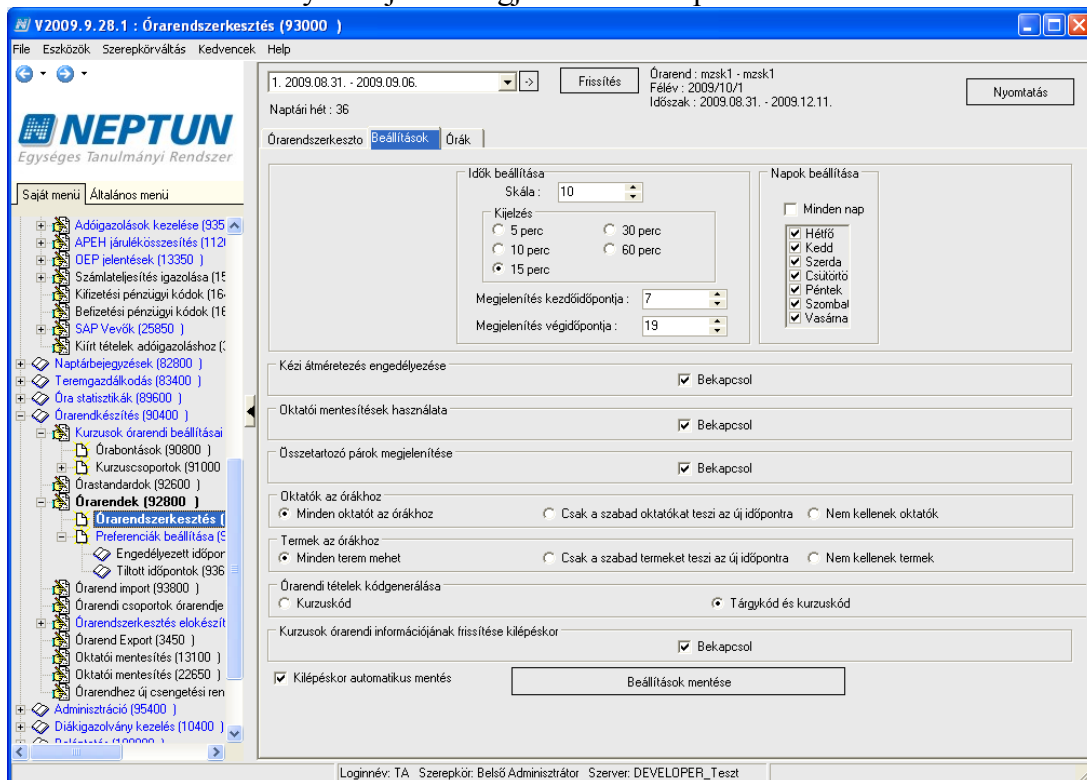 V2009.9.28.1 : Órarendszerkesztés (93000 )
File Eszközök Szerepkörváltás Kedvencek Help
1. 2009.08.31. - 2009.09.06.
->
Frissítés
Órarend : mzsk1 - mzsk1
Félév : 2009/10/1
Időszak : 2009.08.31. - 2009.12.11.
Nyomtatás
Naptári hét : 36
NEPTUN
Egységes Tanulmányi Rendszer
Saját menü Általános menü
Adóigazolások kezelése (935
APEH járulékösszesítés (1120
OEP jelentések (13350 )
Számlateljesítés igazolása (15
Kifizetési pénzügyi kódok (16
Befizetési pénzügyi kódok (16
SAP Vevők (25850 )
Kiírt tételek adóigazoláshoz (
Naptárbejegyzések (82800 )
Teremgazdálkodás (83400 )
Óra statisztikák (89600 )
Órarendkészítés (90400 )
Kurzusok órarendi beállításai
Órabontások (90800 )
Kurzuscsoportok (91000
Órastandardok (92600 )
Órarendek (92800 )
Órarendszerkesztés (
Preferenciák beállítása (9
Engedélyezett időpor
Tiltott időpontok (936
Órarend import (93800 )
Órarendi csoportok órarendje
Órarendszerkesztés elokészít
Órarend Export (3450 )
Oktatói mentesítés (13100 )
Oktatói mentesítés (22650 )
Órarendhez új csengetési ren
Adminisztráció (95400 )
Diákigazolvány kezelés (10400 )
Órarendszerkeszto Beállítások Órák
Idők beállítása
Skála : 10
Kijelzés
5 perc 30 perc
10 perc 60 perc
15 perc
Megjelenítés kezdőidőpontja : 7
Megjelenítés végidőpontja : 19
Napok beállítása
Minden nap
Hétfő
Kedd
Szerda
Csütörtö
Péntek
Szombat
Vasárna
Kézi átméretezés engedélyezése
Bekapcsol
Oktatói mentesítések használata
Bekapcsol
Összetartozó párok megjelenítése
Bekapcsol
Oktatók az órákhoz
Minden oktatót az órákhoz Csak a szabad oktatókat teszi az új időpontra Nem kellenek oktatók
Termek az órákhoz
Minden terem mehet Csak a szabad termeket teszi az új időpontra Nem kellenek termek
Órarendi tételek kódgenerálása
Kurzuskód Tárgykód és kurzuskód
Kurzusok órarendi információjának frissítése kilépéskor
Bekapcsol
Kilépéskor automatikus mentés Beállítások mentése
Loginnév: TA Szerepkör: Belső Adminisztrátor Szerver: DEVELOPER_Teszt